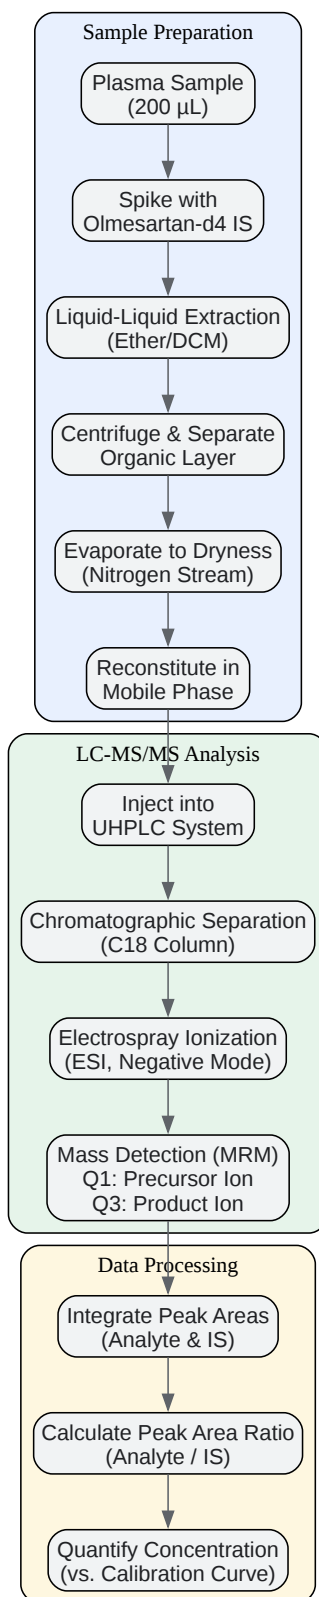 Sample Preparation
Plasma Sample
(200 µL)
Spike with
Olmesartan-d4 IS
Liquid-Liquid Extraction
(Ether/DCM)
Centrifuge & Separate
Organic Layer
Evaporate to Dryness
(Nitrogen Stream)
Reconstitute in
Mobile Phase
LC-MS/MS Analysis
Inject into
UHPLC System
Chromatographic Separation
(C18 Column)
Electrospray Ionization
(ESI, Negative Mode)
Mass Detection (MRM)
Q1: Precursor Ion
Q3: Product Ion
Data Processing
Integrate Peak Areas
(Analyte & IS)
Calculate Peak Area Ratio
(Analyte / IS)
Quantify Concentration
(vs. Calibration Curve)